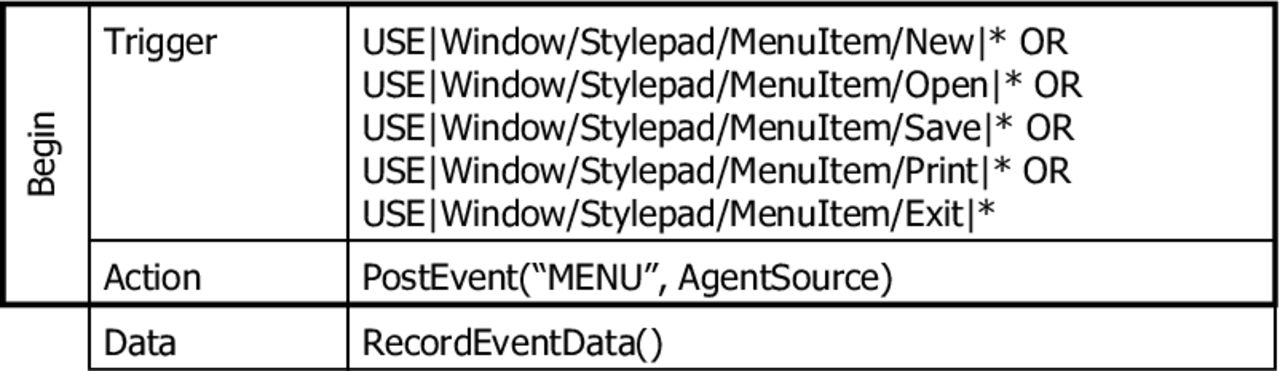 Begin
Trigger
USE|Window/Stylepad/MenuItem/New|* OR
USE|Window/Stylepad/MenuItem/Open|* OR
USE|Window/Stylepad/MenuItem/Save|* OR
USE|Window/Stylepad/MenuItem/Print|* OR
USE|Window/Stylepad/MenuItem/Exit|*
Action PostEvent(“MENU”, AgentSource)
Data RecordEventData()